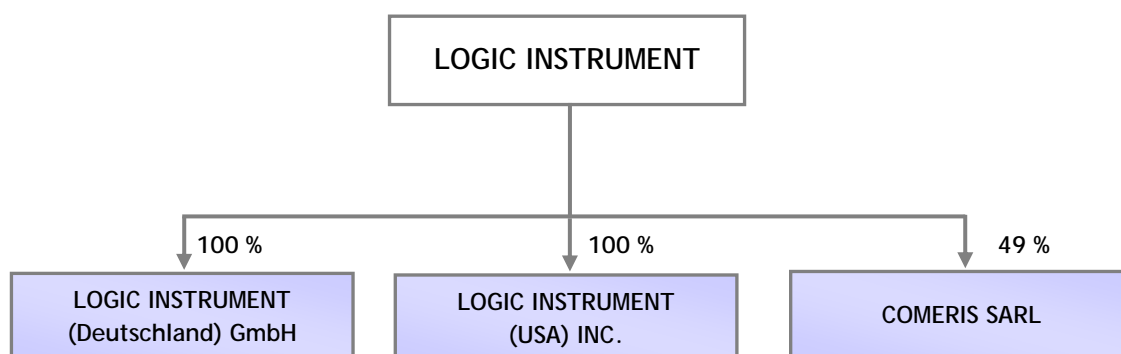 LOGIC INSTRUMENT
100 %
100 %
49 %
LOGIC INSTRUMENT
(Deutschland) GmbH
LOGIC INSTRUMENT
(USA) INC.
COMERIS SARL